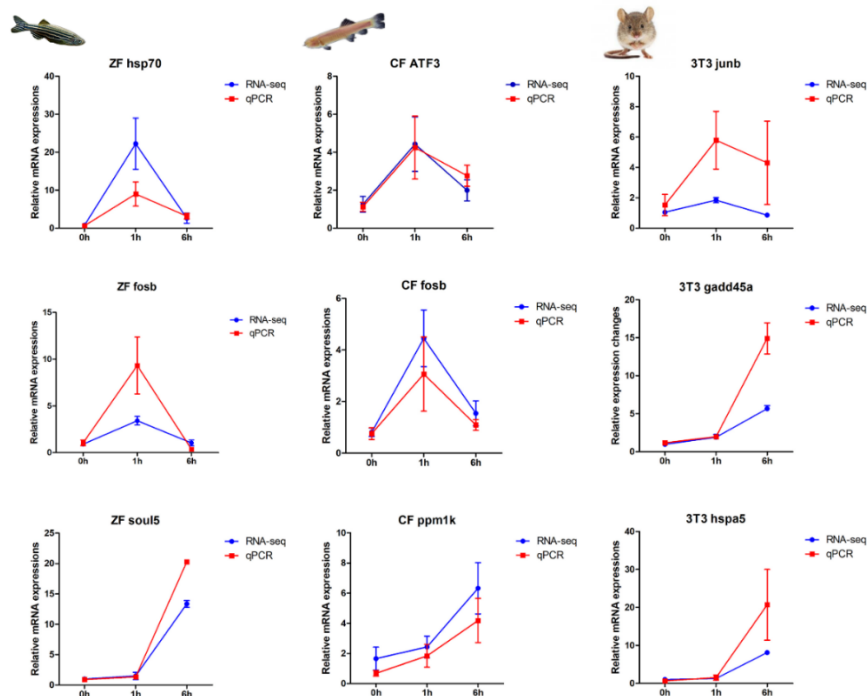 ZF hsp70
Relative mRNA expressions
40
30
20
10
0
0h 1h 6h
RNA-seq
qPCR
CF ATF3
Relative mRNA expressions
8
6
4
2
0
0h 1h 6h
RNA-seq
qPCR
3T3 junb
Relative mRNA expressions
10
8
6
4
2
0
0h 1h 6h
RNA-seq
qPCR
ZF fosb
Relative mRNA expressions
15
10
5
0
0h 1h 6h
RNA-seq
qPCR
CF fosb
Relative mRNA expressions
6
4
2
0
0h 1h 6h
RNA-seq
qPCR
3T3 gadd45a
Relative expression changes
20
15
10
5
0
0h 1h 6h
RNA-seq
qPCR
ZF soul5
Relative mRNA expressions
25
20
15
10
5
0
0h 1h 6h
RNA-seq
qPCR
CF ppm1k
Relative mRNA expressions
8
6
4
2
0
0h 1h 6h
RNA-seq
qPCR
3T3 hspa5
Relative mRNA expressions
40
30
20
10
0
0h 1h 6h
RNA-seq
qPCR